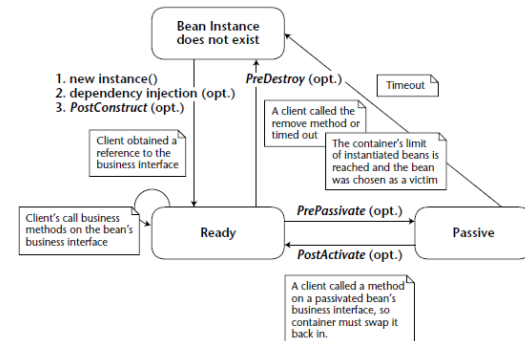 Bean Instance
does not exist
1. new instance()
2. dependency injection (opt.)
3. PostConstruct (opt.)
PreDestroy (opt.)
Timeout
A client called the
remove method or
timed out
Client obtained a
reference to the
business interface
The container's limit
of instantiated beans is
reached and the bean
was chosen as a victim
Client's call business
methods on the bean's
business interface
Ready
PrePassivate (opt.)
Passive
PostActivate (opt.)
A client called a method
on a passivated bean's
business interface, so
container must swap it
back in.